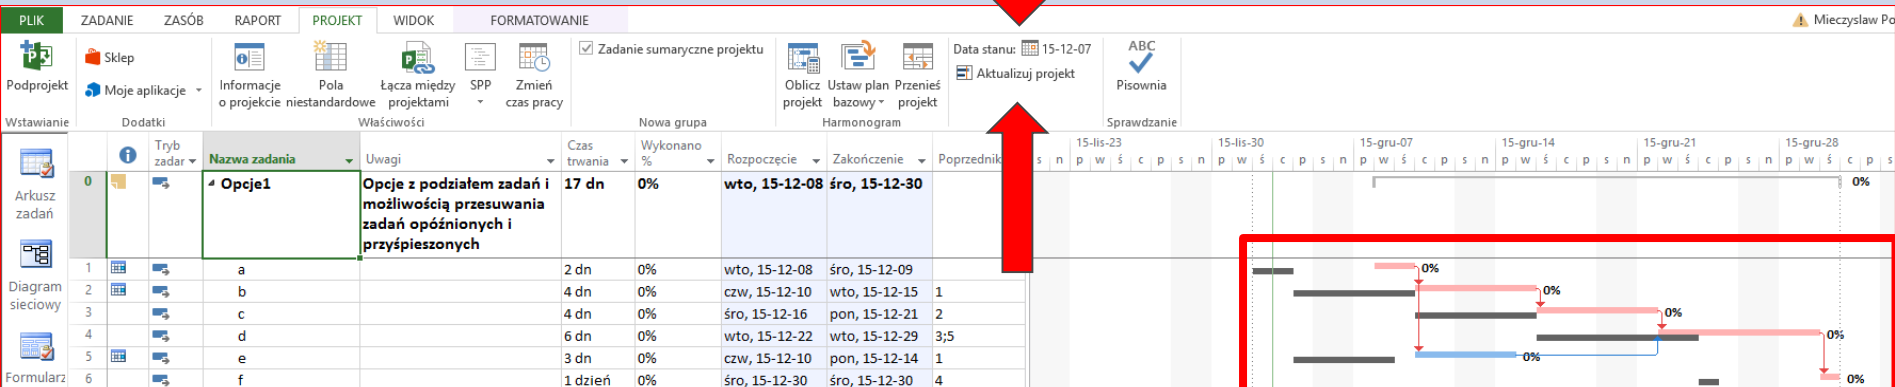 PLIK ZADANIE ZASÓB RAPORT PROJEKT WIDOK FORMATOWANIE Mieczyslaw Po
Podprojekt
Sklep
Moje aplikacje
Informacje o projekcie
Pola niestandardowe
Łącza między projektami
SPP
Zmień czas pracy
Zadanie sumaryczne projektu
Oblicz projekt
Ustaw plan bazowy
Przenieś projekt
Data stanu: 15-12-07
Aktualizuj projekt
ABC
Pisownia
Wstawianie Dodatki Właściwości Nowa grupa Harmonogram Sprawdzanie
Arkusz zadań
Diagram sieciowy
Formularz
Tryb zadar Nazwa zadania Uwagi Czas trwania Wykonano % Rozpoczęcie Zakończenie Poprzednik
15-lis-23 15-lis-30 15-gru-07 15-gru-14 15-gru-21 15-gru-28
s n p w ś c p s n p w ś c p s n p w ś c p s n p w ś c p s n p w ś c p s n p w ś c p s
0 Opcje1 Opcje z podziałem zadań i możliwością przesuwania zadań opóźnionych i przyśpieszonych 17 dn 0% wto, 15-12-08 śro, 15-12-30 0%
1 a 2 dn 0% wto, 15-12-08 śro, 15-12-09 0%
2 b 4 dn 0% czw, 15-12-10 wto, 15-12-15 1 0%
3 c 4 dn 0% śro, 15-12-16 pon, 15-12-21 2 0%
4 d 6 dn 0% wto, 15-12-22 wto, 15-12-29 3;5 0%
5 e 3 dn 0% czw, 15-12-10 pon, 15-12-14 1 0%
6 f 1 dzień 0% śro, 15-12-30 śro, 15-12-30 4 0%